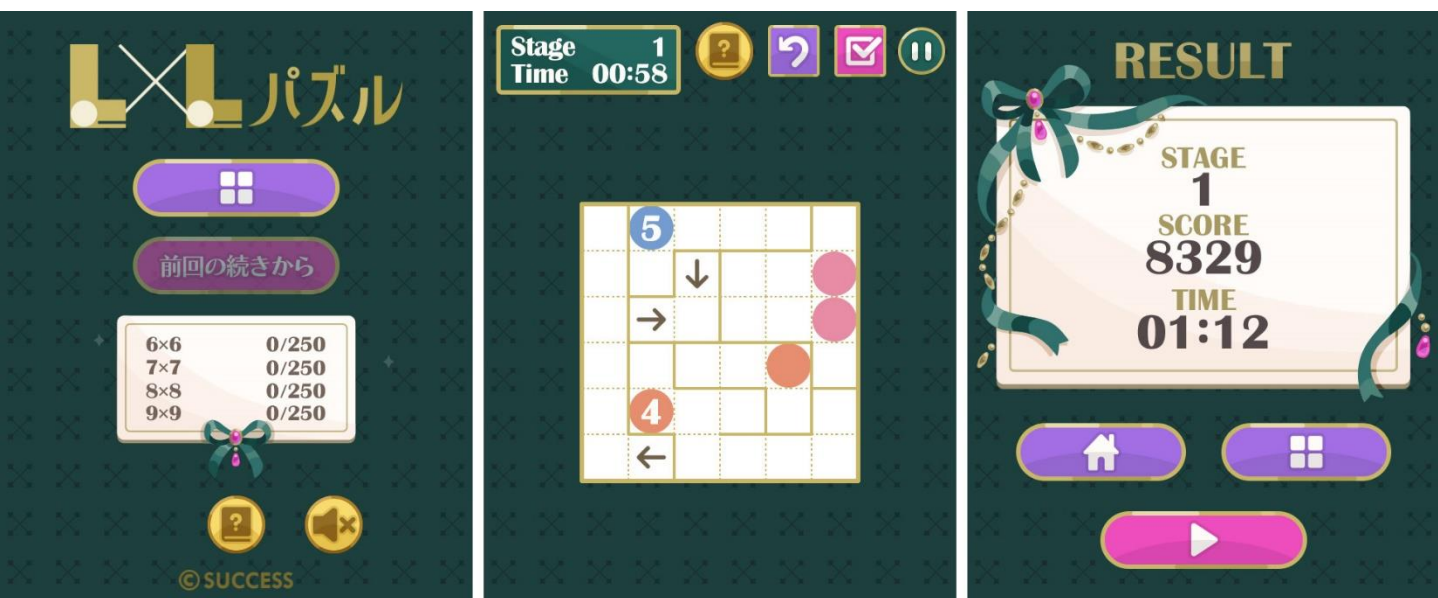 L×Lパズル
前回の続きから
6×6 0/250
7×7 0/250
8×8 0/250
9×9 0/250
?
©SUCCESS
Stage 1
Time 00:58
?
5
4
RESULT
STAGE
1
SCORE
8329
TIME
01:12